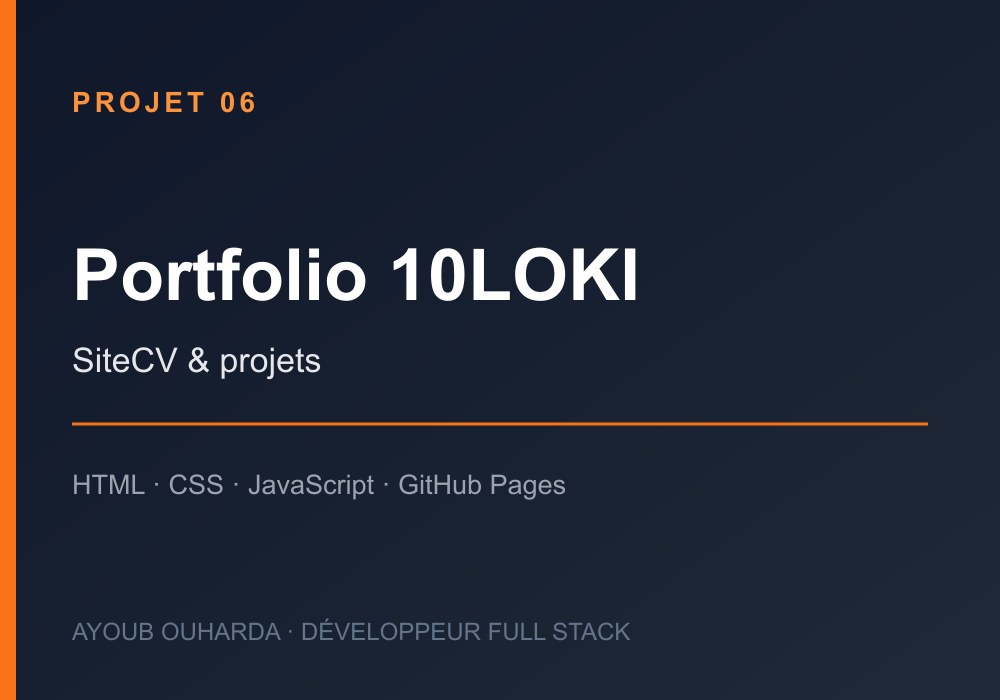 PROJET 06
Portfolio 10LOKI
SiteCV & projets
HTML · CSS · JavaScript · GitHub Pages
AYOUB OUHARDA · DÉVELOPPEUR FULL STACK